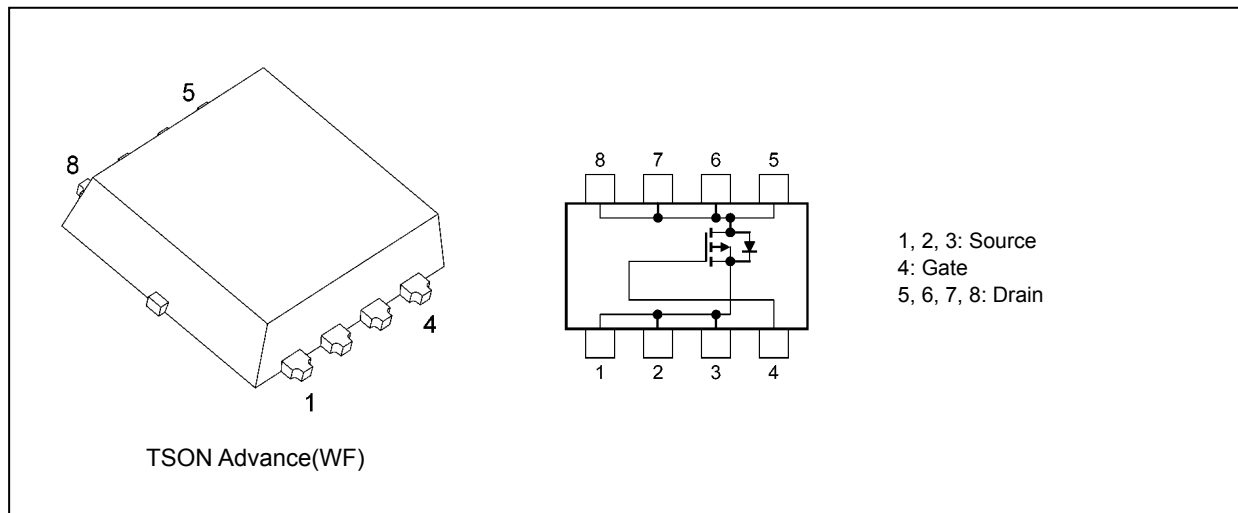 5
8
4
1
TSON Advance(WF)
8 7 6 5
1 2 3 4
1, 2, 3: Source
4: Gate
5, 6, 7, 8: Drain